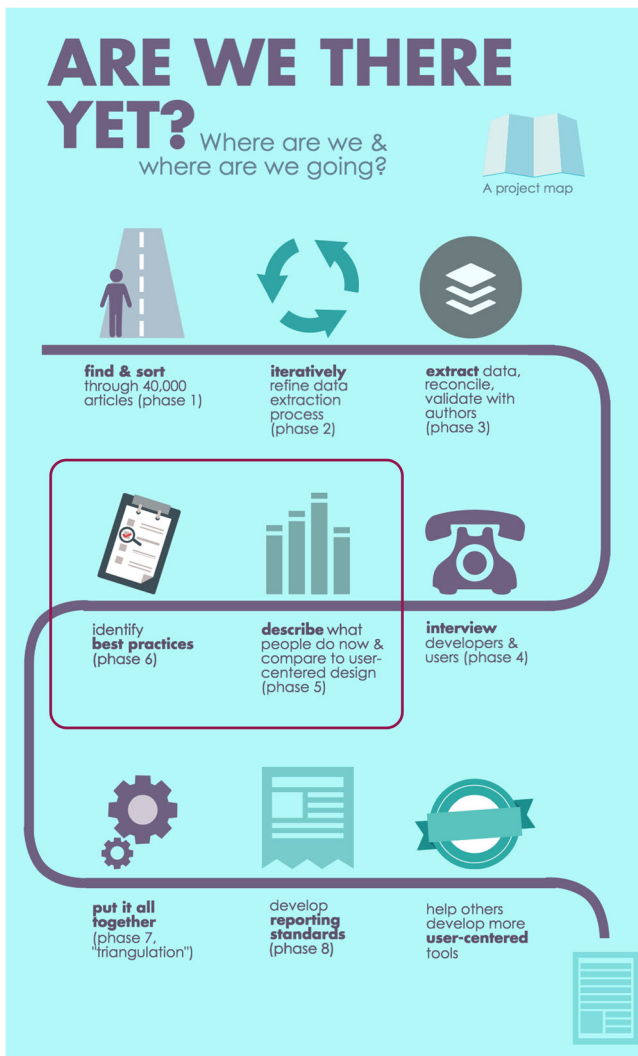 ARE WE THERE
YET? Where are we &
where are we going?
A project map
find & sort
through 40,000
articles (phase 1)
iteratively
refine data
extraction
process
(phase 2)
extract data,
reconcile,
validate with
authors
(phase 3)
identify
best practices
(phase 6)
describe what
people do now &
compare to user-
centered design
(phase 5)
interview
developers &
users (phase 4)
put it all
together
(phase 7,
"triangulation")
develop
reporting
standards
(phase 8)
help others
develop more
user-centered
tools